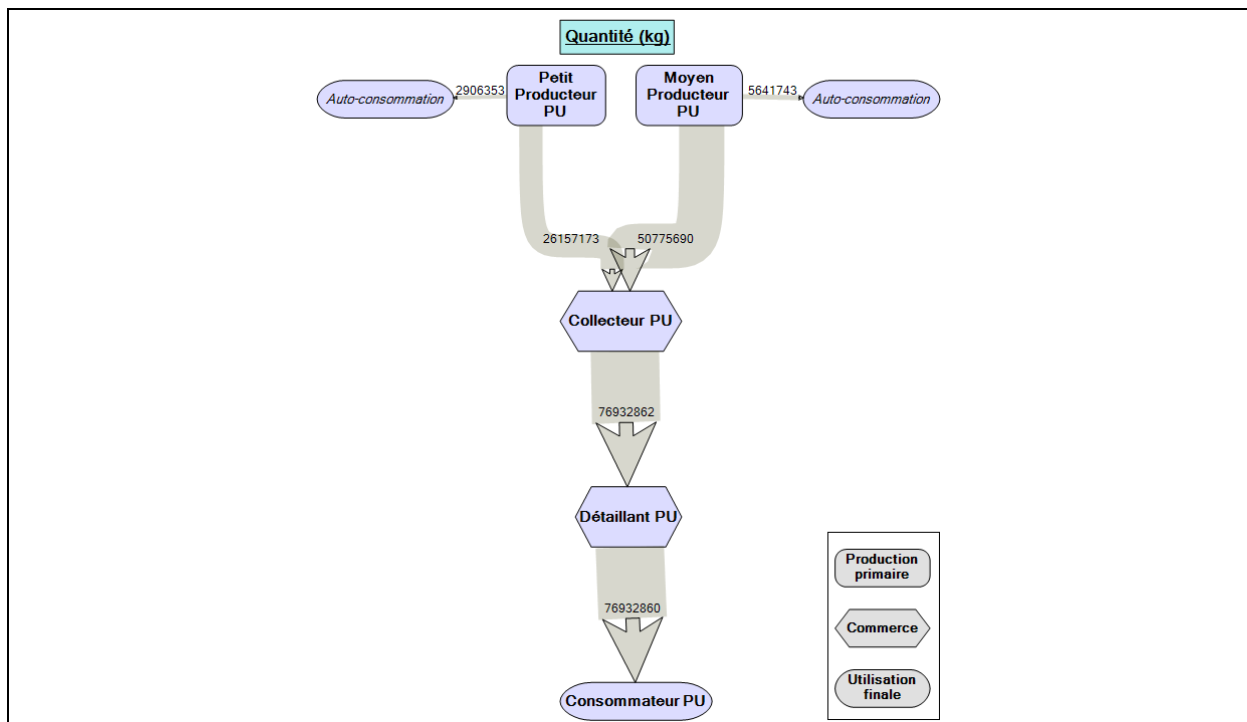 Quantité (kg)
Auto-consommation
2906353
Petit
Producteur
PU
Moyen
Producteur
PU
5641743
Auto-consommation
26157173
50775690
Collecteur PU
76932862
Détaillant PU
76932860
Consommateur PU
Production
primaire
Commerce
Utilisation
finale